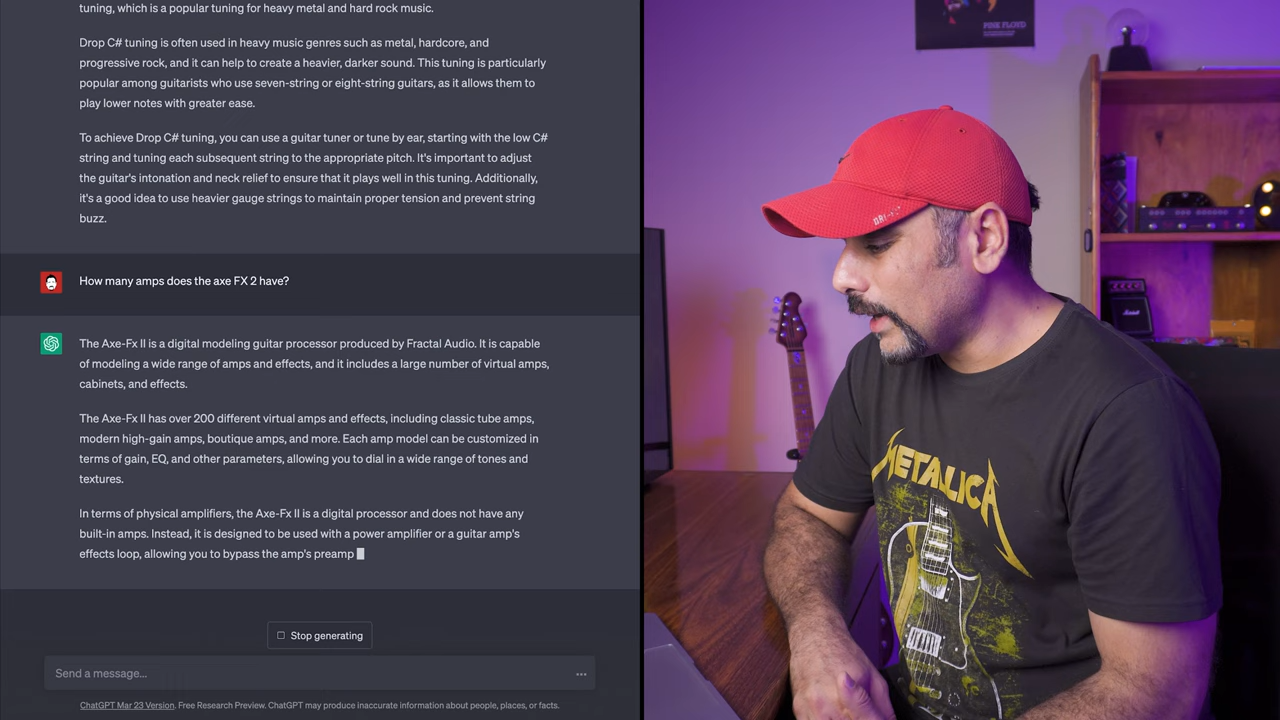 tuning, which is a popular tuning for heavy metal and hard rock music.
Drop C# tuning is often used in heavy music genres such as metal, hardcore, and
progressive rock, and it can help to create a heavier, darker sound. This tuning is particularly
popular among guitarists who use seven-string or eight-string guitars, as it allows them to
play lower notes with greater ease.
To achieve Drop C# tuning, you can use a guitar tuner or tune by ear, starting with the low C#
string and tuning each subsequent string to the appropriate pitch. It's important to adjust
the guitar's intonation and neck relief to ensure that it plays well in this tuning. Additionally,
it's a good idea to use heavier gauge strings to maintain proper tension and prevent string
buzz.
How many amps does the axe FX 2 have?
The Axe-Fx II is a digital modeling guitar processor produced by Fractal Audio. It is capable
of modeling a wide range of amps and effects, and it includes a large number of virtual amps,
cabinets, and effects.
The Axe-Fx II has over 200 different virtual amps and effects, including classic tube amps,
modern high-gain amps, boutique amps, and more. Each amp model can be customized in
terms of gain, EQ, and other parameters, allowing you to dial in a wide range of tones and
textures.
In terms of physical amplifiers, the Axe-Fx II is a digital processor and does not have any
built-in amps. Instead, it is designed to be used with a power amplifier or a guitar amp's
effects loop, allowing you to bypass the amp's preamp
Stop generating
Send a message...
ChatGPT Mar 23 Version. Free Research Preview. ChatGPT may produce inaccurate information about people, places, or facts.
PINK FLOYD
DRI-FIT
Marshall
METALLICA